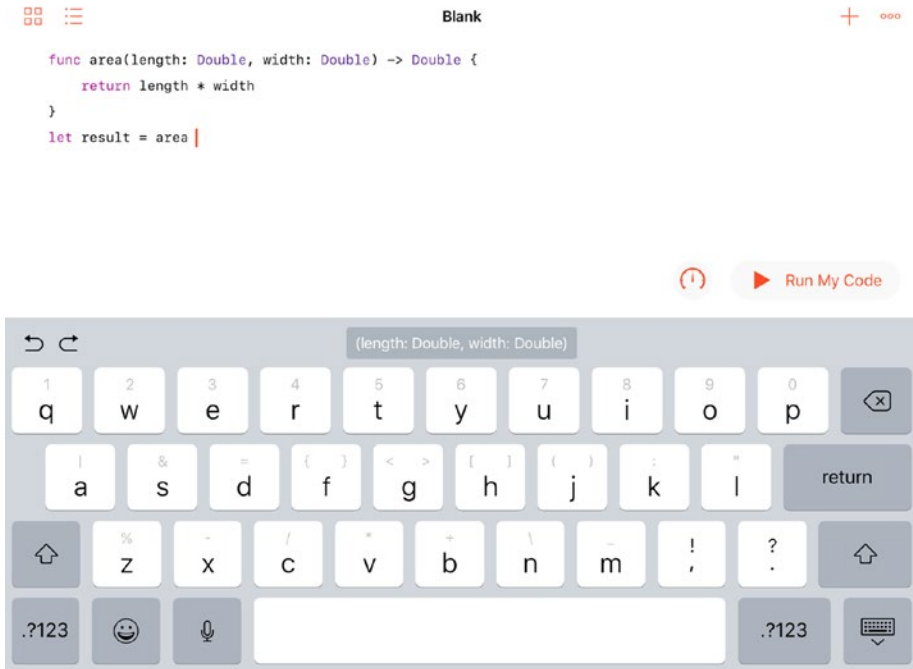 Blank
func area(length: Double, width: Double) -> Double {
    return length * width
}
let result = area
Run My Code
(length: Double, width: Double)
1 2 3 4 5 6 7 8 9 0
q w e r t y u i o p
| & = { } < > [ ] ( ) : "
a s d f g h j k l return
% - / * + \ _ ! ?
z x c v b n m , .
.?123 .?123